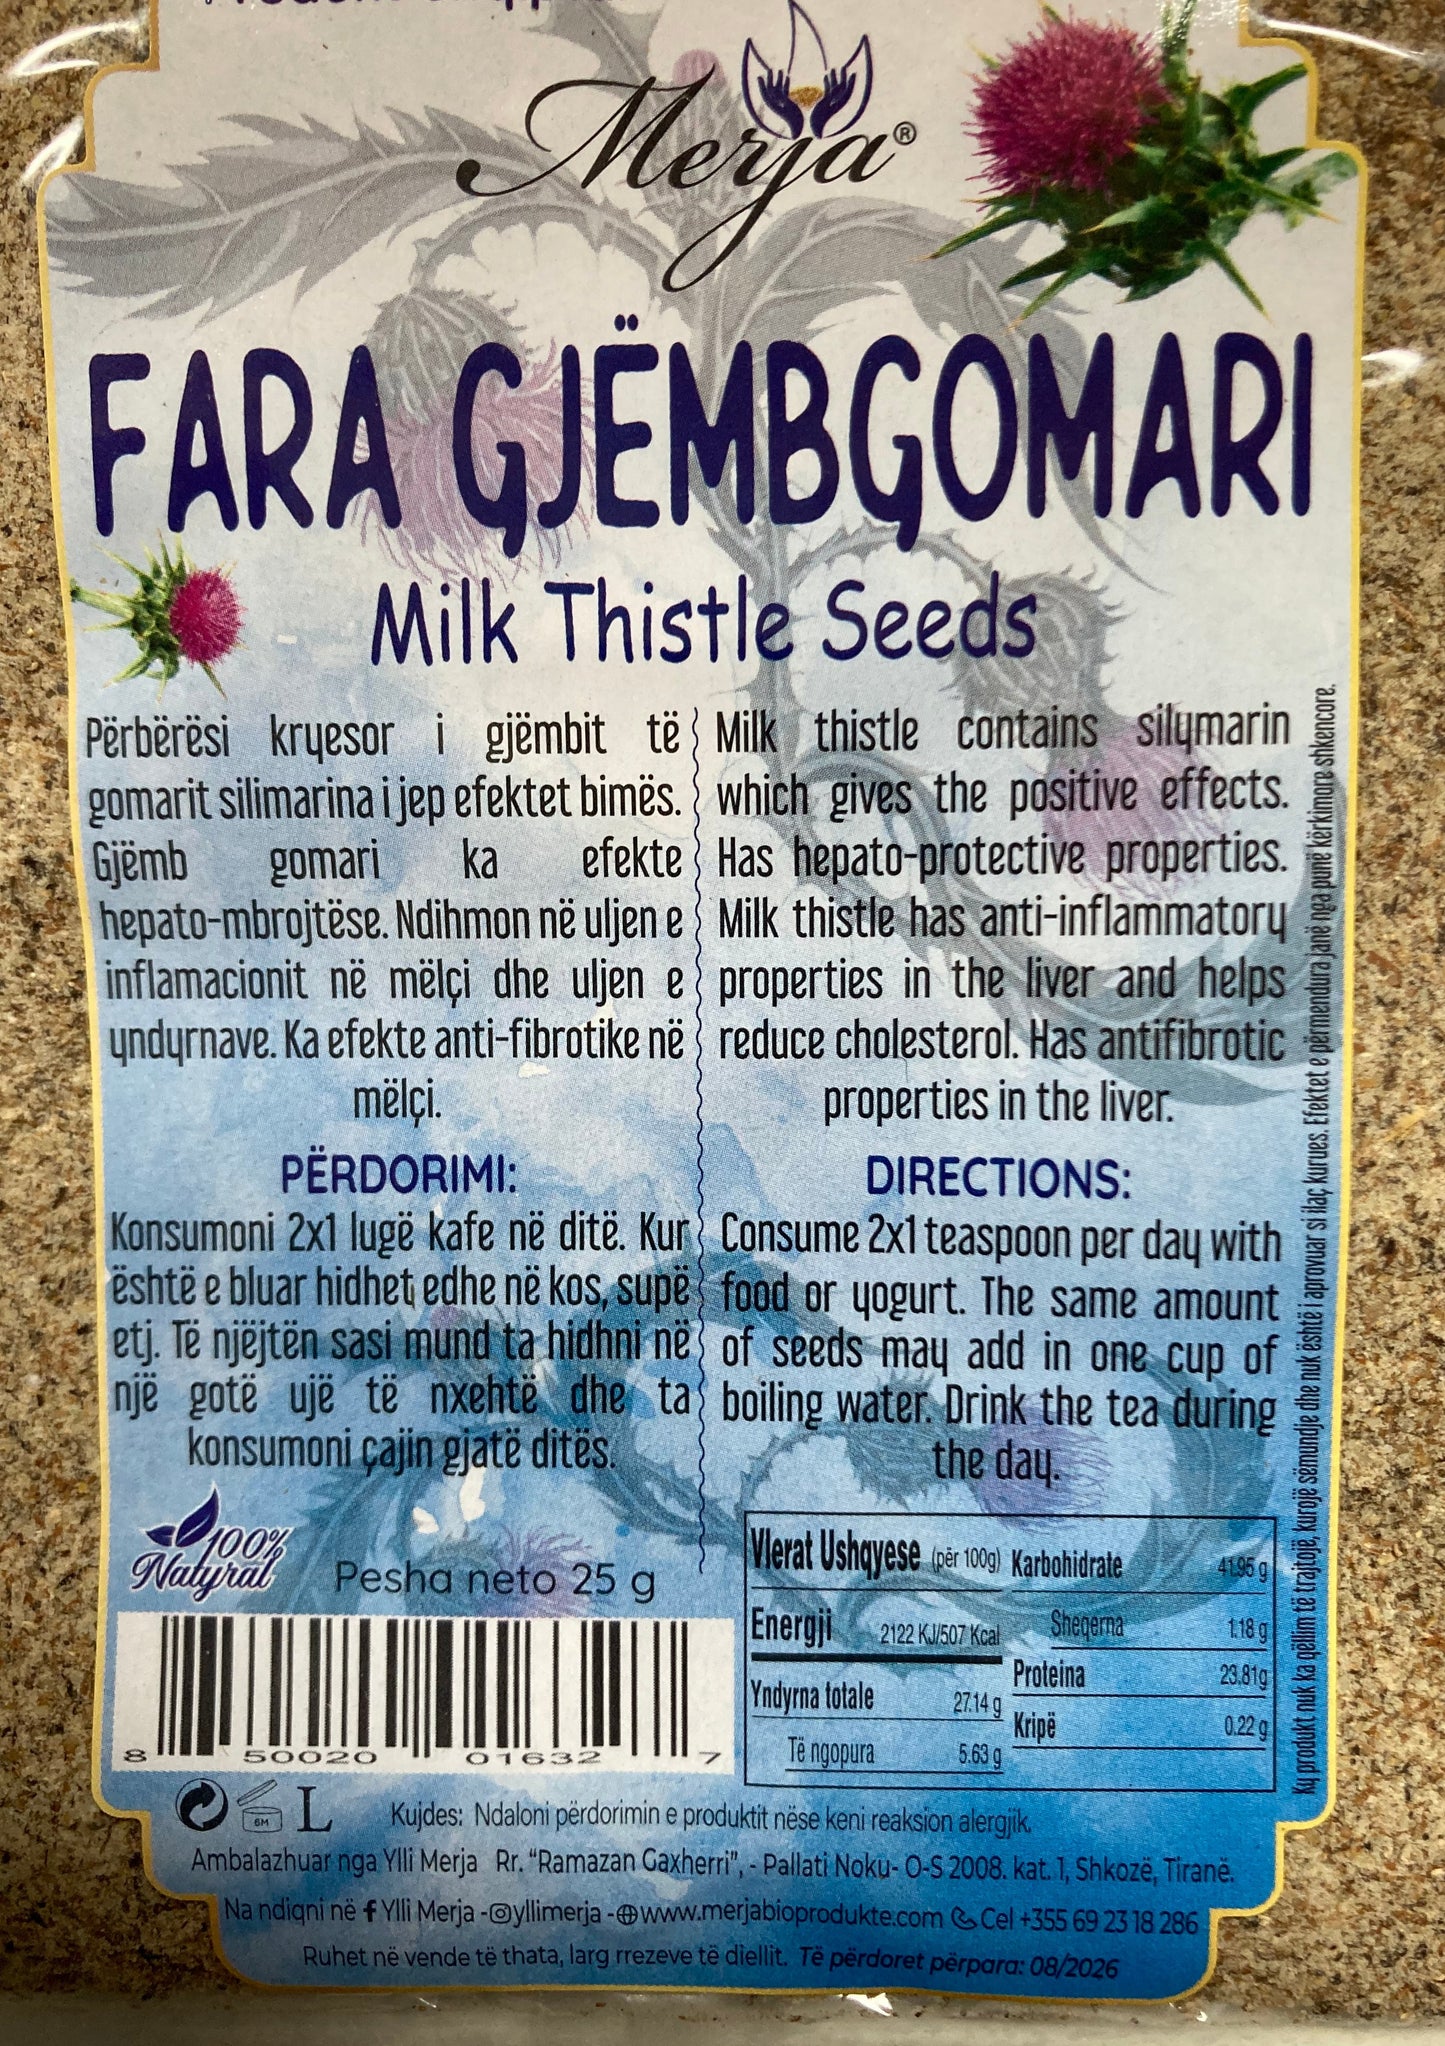 Merja®
FARA GJËMBGOMARI
Milk Thistle Seeds
Përbërësi kryesor i gjëmbit të
gomarit silimarina i jep efektet bimës.
Gjëmb gomari ka efekte
hepato-mbrojtëse. Ndihmon në uljen e
inflamacionit në mëlçi dhe uljen e
yndyrnave. Ka efekte anti-fibrotike në
mëlçi.
PËRDORIMI:
Konsumoni 2x1 lugë kafe në ditë. Kur
është e bluar hidhet edhe në kos, supë
etj. Të njëjtën sasi mund ta hidhni në
një gotë ujë të nxehtë dhe ta
konsumoni çajin gjatë ditës.
Milk thistle contains silymarin
which gives the positive effects.
Has hepato-protective properties.
Milk thistle has anti-inflammatory
properties in the liver and helps
reduce cholesterol. Has antifibrotic
properties in the liver.
DIRECTIONS:
Consume 2x1 teaspoon per day with
food or yogurt. The same amount
of seeds may add in one cup of
boiling water. Drink the tea during
the day.
Ky produkt nuk ka qëllim të trajtojë, kurojë sëmundje dhe nuk është i aprovuar si ilaç kurues. Efektet e përmendura janë nga punë kërkimore shkencore.
100%
Natyral
Pesha neto 25 g
8 50020 01632 7
Vlerat Ushqyese (për 100g)
Energji 2122 KJ/507 Kcal
Yndyrna totale 27.14 g
Të ngopura 5.63 g
Karbohidrate 41.95 g
Sheqerna 1.18 g
Proteina 23.81g
Kripë 0.22 g
6M L Kujdes: Ndaloni përdorimin e produktit nëse keni reaksion alergjik.
Ambalazhuar nga Ylli Merja Rr. "Ramazan Gaxherri", - Pallati Noku- O-S 2008. kat. 1, Shkozë, Tiranë.
Na ndiqni në f Ylli Merja - yllimerja - www.merjabioprodukte.com Cel +355 69 23 18 286
Ruhet në vende të thata, larg rrezeve të diellit. Të përdoret përpara: 08/2026